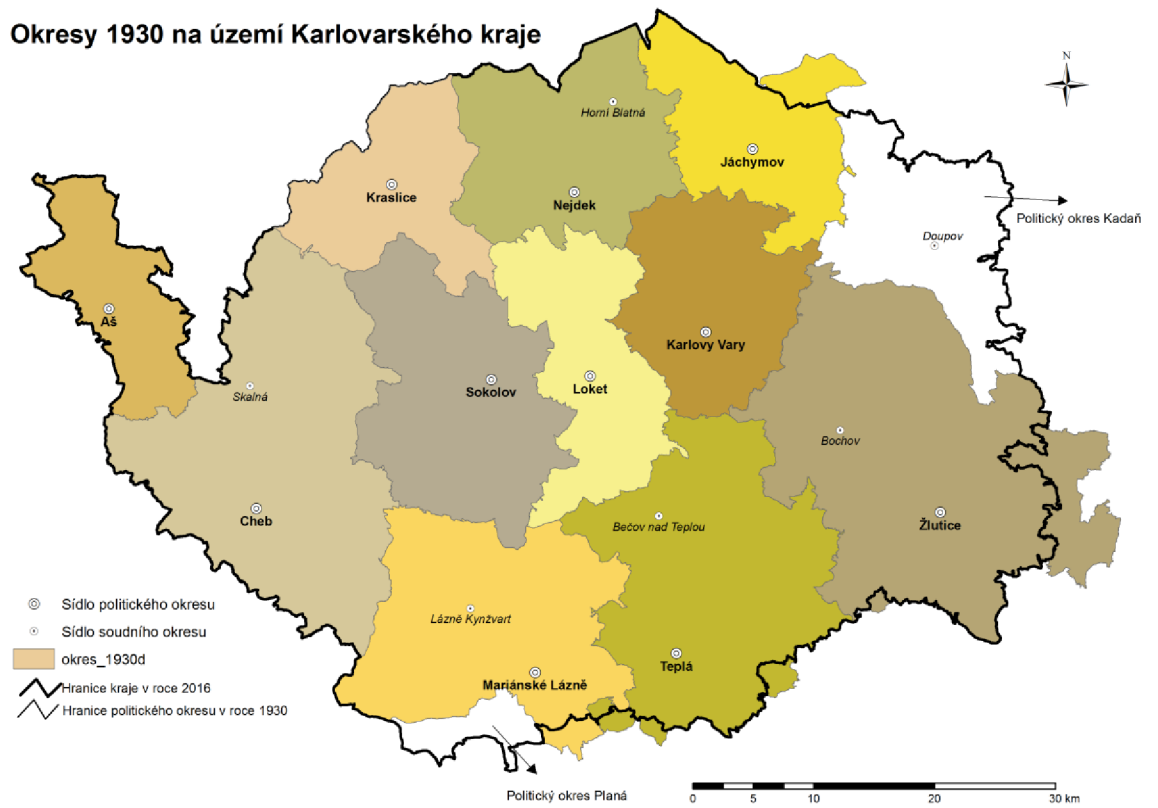 Okresy 1930 na území Karlovarského kraje
N
Horní Blatná
Jáchymov
Kraslice
Nejdek
Politický okres Kadaň
Doupov
Aš
Karlovy Vary
Skalná
Sokolov
Loket
Bochov
Cheb
Bečov nad Teplou
Žlutice
Sídlo politického okresu
Lázně Kynžvart
Sídlo soudního okresu
okres_1930d
Teplá
Mariánské Lázně
Hranice kraje v roce 2016
Hranice politického okresu v roce 1930
Politický okres Planá
0 5 10 20 30 km